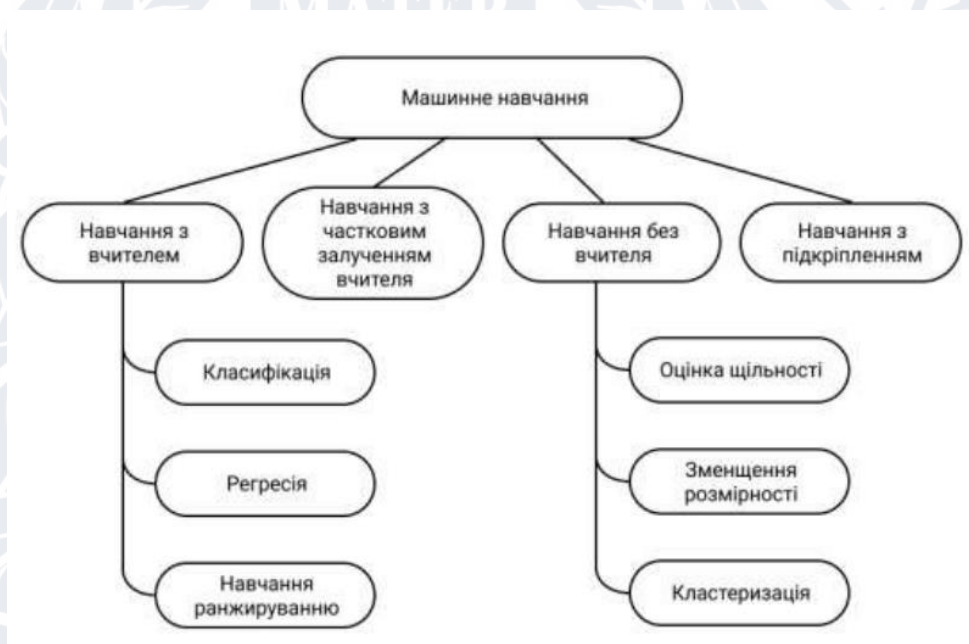 Машинне навчання
Навчання з
вчителем
Навчання з
частковим
залученням
вчителя
Навчання без
вчителя
Навчання з
підкріпленням
Класифікація
Оцінка щільності
Регресія
Зменщення
розмірності
Навчання
ранжируванню
Кластеризація